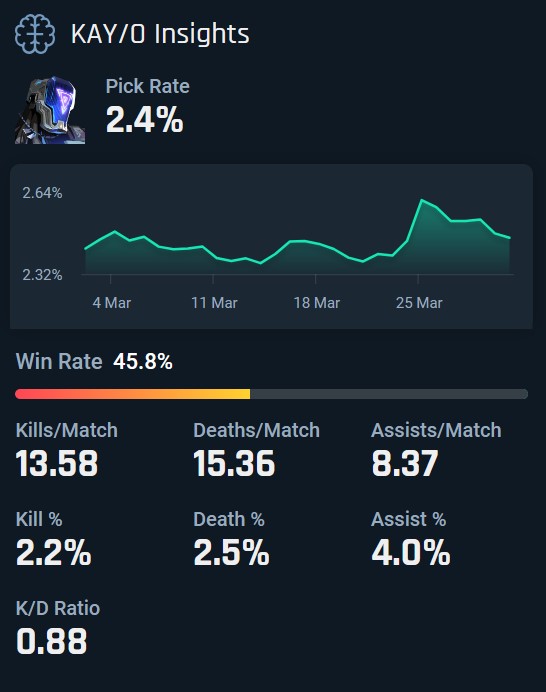 KAY/O Insights
Pick Rate
2.4%
2.64%
2.32%
4 Mar 11 Mar 18 Mar 25 Mar
Win Rate 45.8%
Kills/Match Deaths/Match Assists/Match
13.58 15.36 8.37
Kill % Death % Assist %
2.2% 2.5% 4.0%
K/D Ratio
0.88